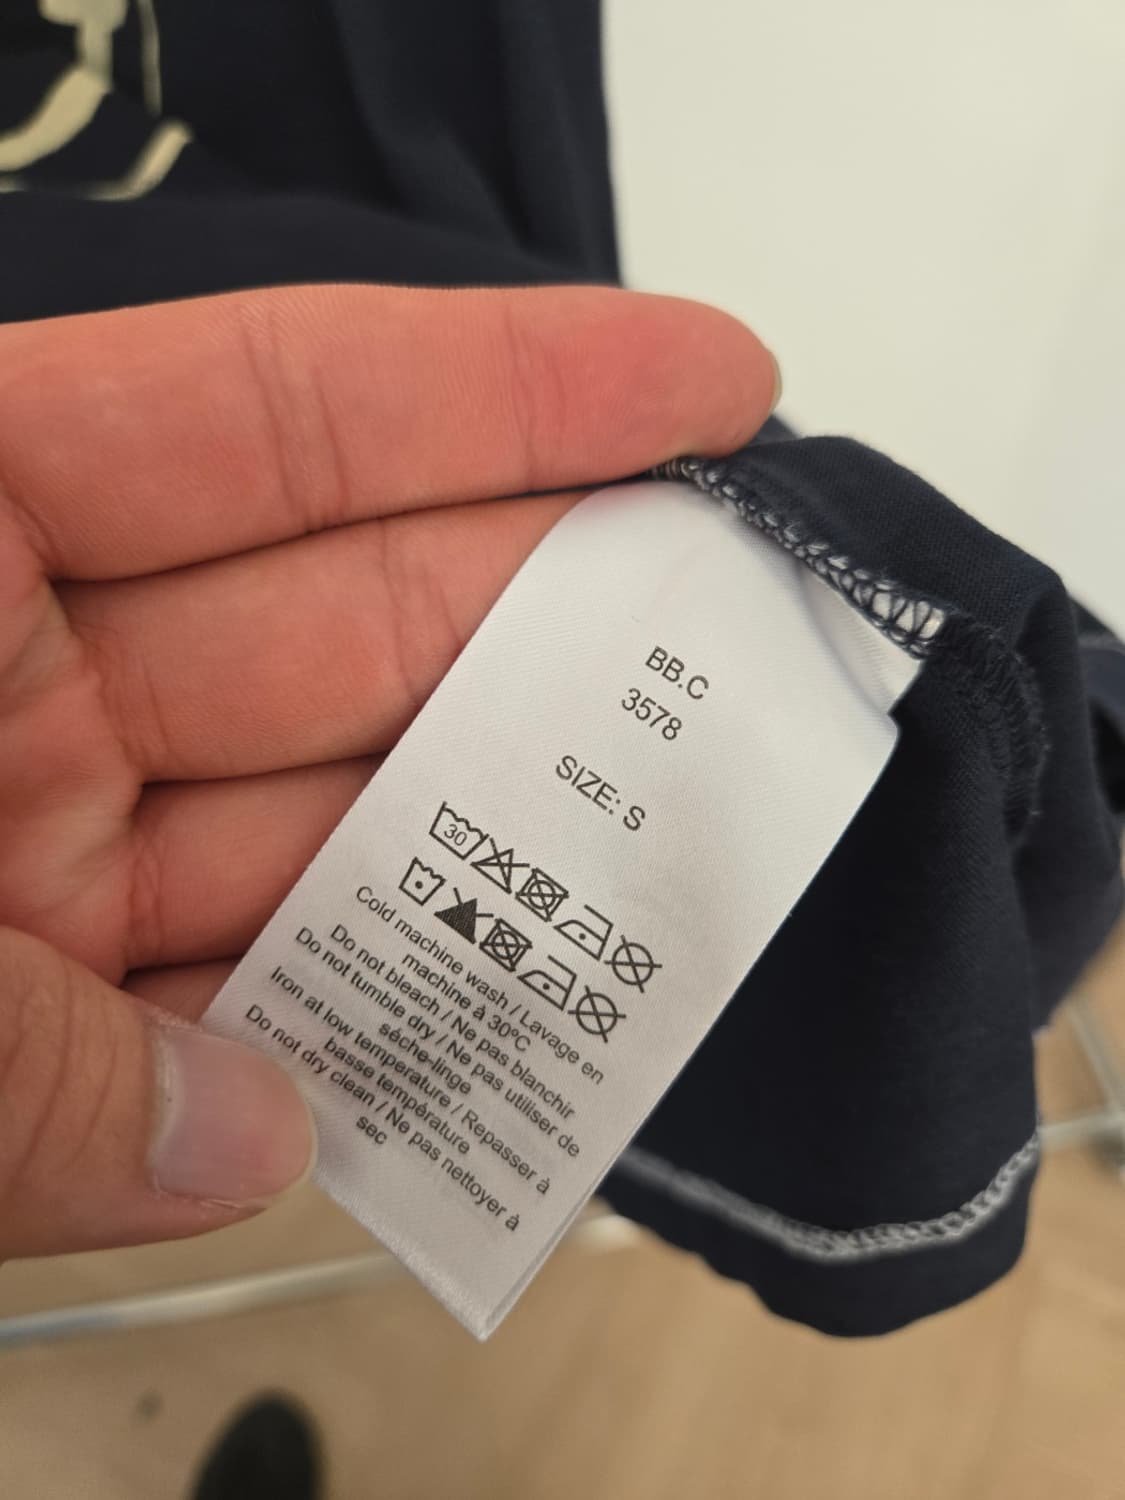 BB.C
3578
SIZE: S
30
Cold machine wash / Lavage en
machine à 30ºC
Do not bleach / Ne pas blanchir
Do not tumble dry / Ne pas utiliser de
séche-linge
Iron at low temperature / Repasser à
basse température
Do not dry clean / Ne pas nettoyer à
sec